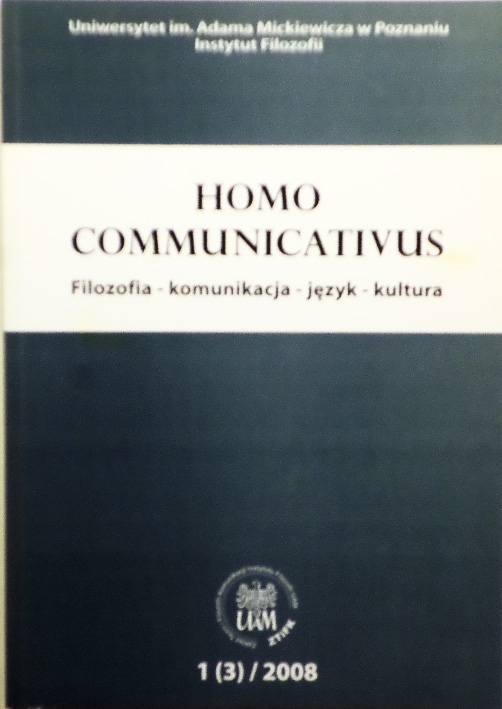 Uniwersytet im. Adama Mickiewicza w Poznaniu
Instytut Filozofii
HOMO
COMMUNICATIVUS
Filozofia - komunikacja - język - kultura
UAM
ZTiFK
1 (3) / 2008